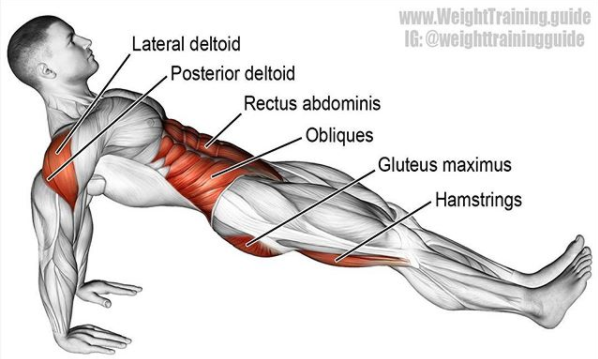 www.WeightTraining.guide
IG: @weighttrainingguide
Lateral deltoid
Posterior deltoid
Rectus abdominis
Obliques
Gluteus maximus
Hamstrings